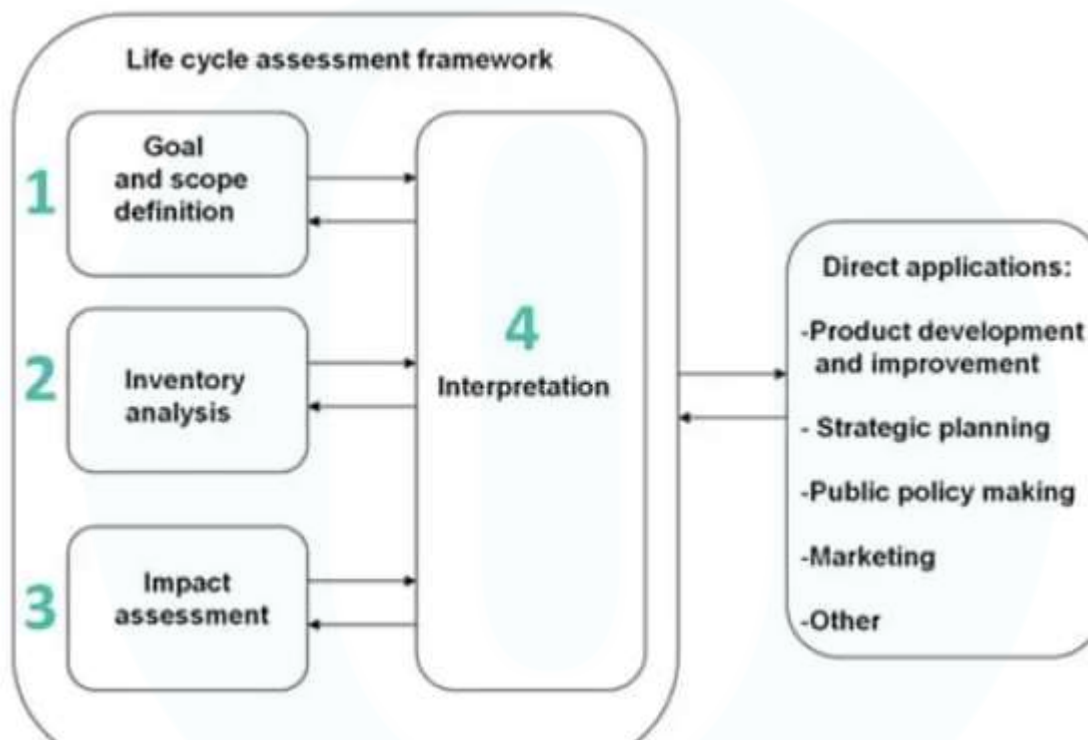 Life cycle assessment framework
1
Goal
and scope
definition
2
Inventory
analysis
3
Impact
assessment
4
Interpretation
Direct applications:
-Product development
and improvement
- Strategic planning
-Public policy making
-Marketing
-Other